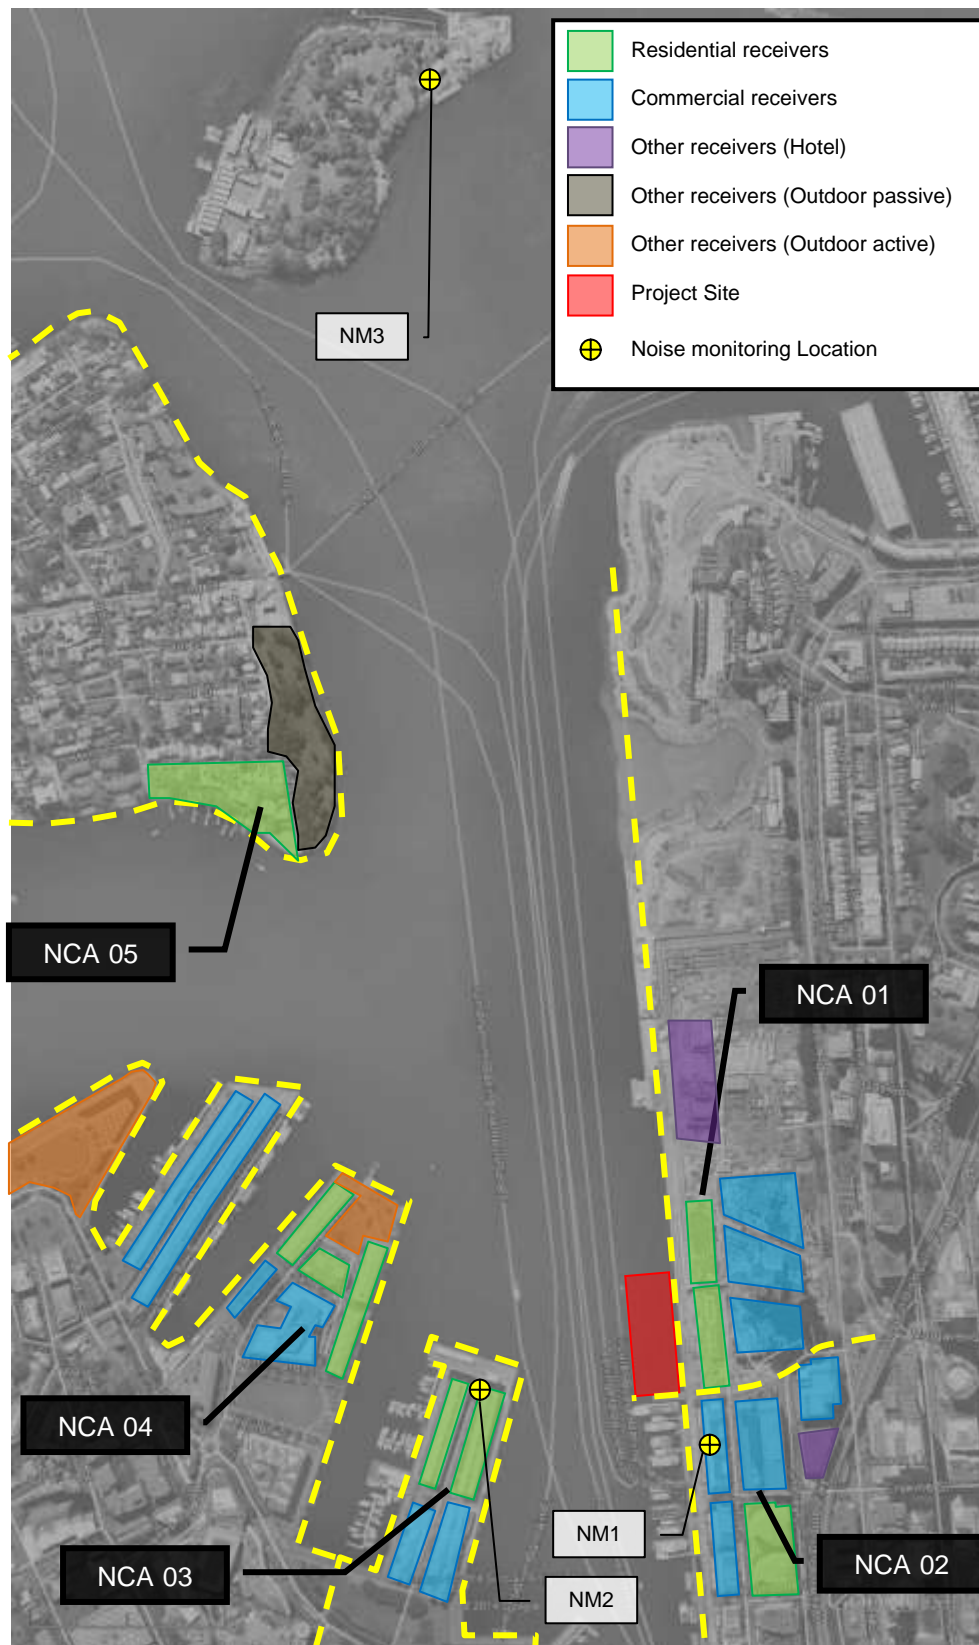 Residential receivers
Commercial receivers
Other receivers (Hotel)
Other receivers (Outdoor passive)
Other receivers (Outdoor active)
Project Site
Noise monitoring Location
NM3
NCA 05
NCA 01
NCA 04
NM1
NCA 03
NCA 02
NM2